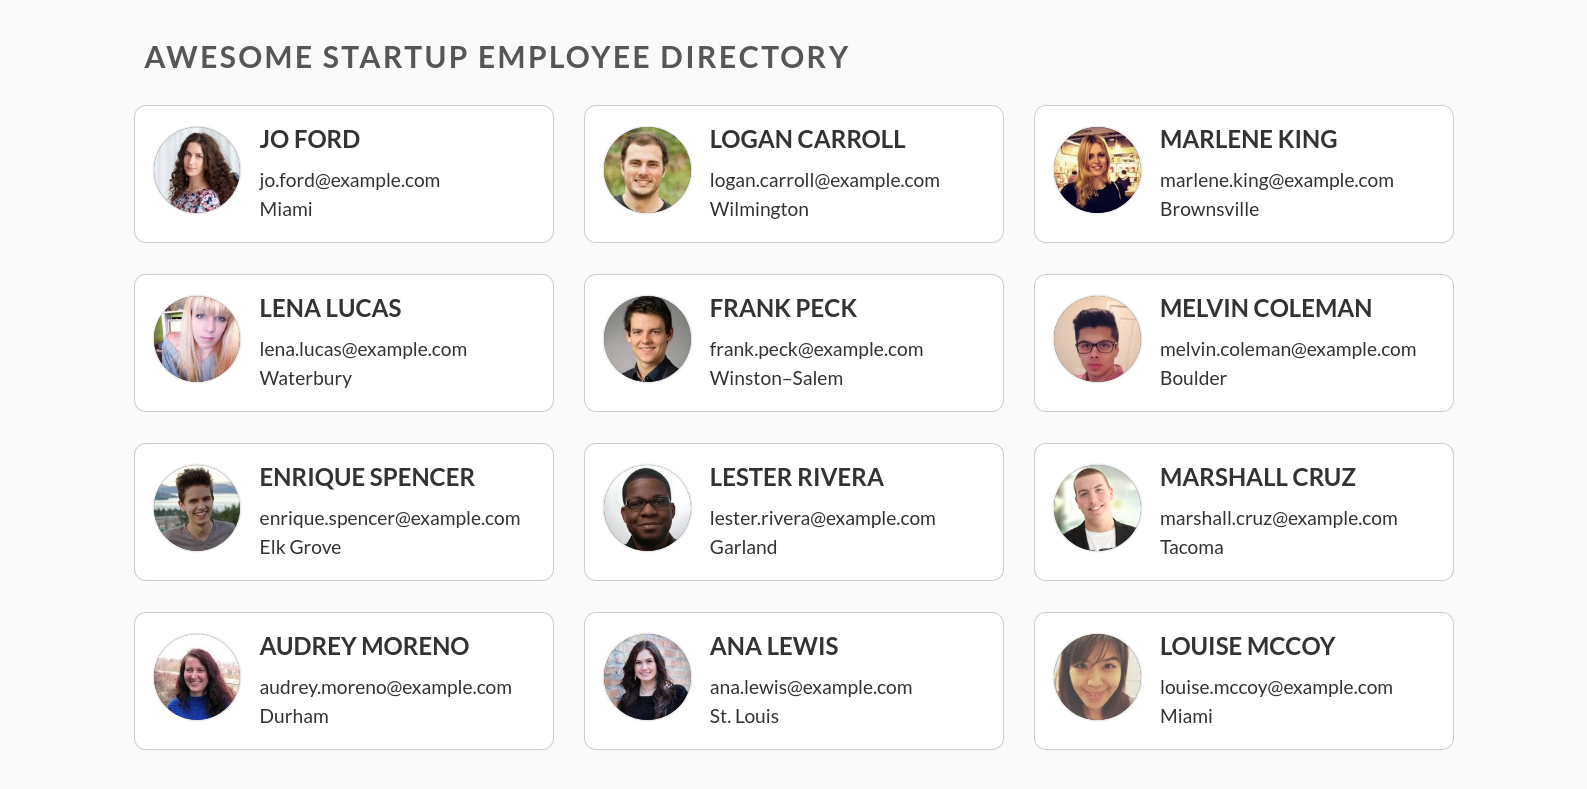 AWESOME STARTUP EMPLOYEE DIRECTORY
JO FORD
jo.ford@example.com
Miami
LOGAN CARROLL
logan.carroll@example.com
Wilmington
MARLENE KING
marlene.king@example.com
Brownsville
LENA LUCAS
lena.lucas@example.com
Waterbury
FRANK PECK
frank.peck@example.com
Winston–Salem
MELVIN COLEMAN
melvin.coleman@example.com
Boulder
ENRIQUE SPENCER
enrique.spencer@example.com
Elk Grove
LESTER RIVERA
lester.rivera@example.com
Garland
MARSHALL CRUZ
marshall.cruz@example.com
Tacoma
AUDREY MORENO
audrey.moreno@example.com
Durham
ANA LEWIS
ana.lewis@example.com
St. Louis
LOUISE MCCOY
louise.mccoy@example.com
Miami